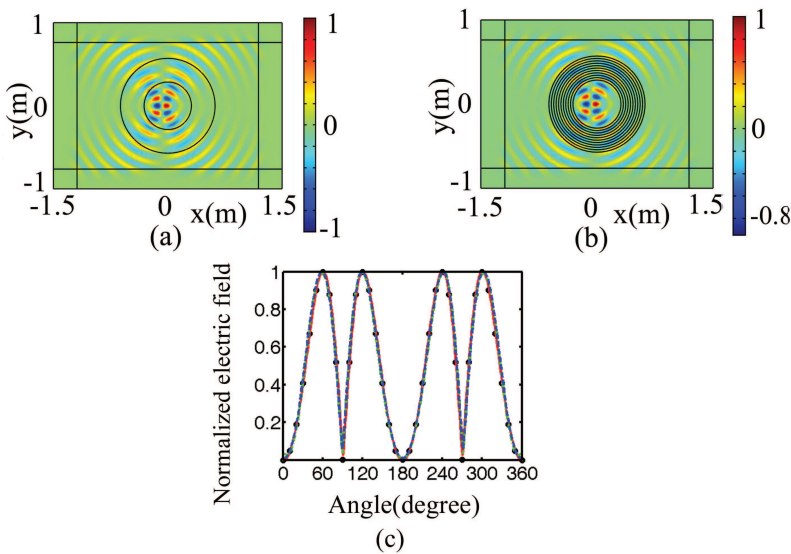 1
y(m)
0
-1
-1.5
0
x(m)
1.5
(a)
1
0
-1
1
y(m)
0
-1
-1.5
0
x(m)
1.5
(b)
1
0
-0.8
Normalized electric field
1
0.8
0.6
0.4
0.2
0 60 120 180 240 300 360
Angle(degree)
(c)